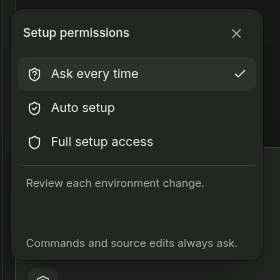 Setup permissions
Ask every time
Auto setup
Full setup access
Review each environment change.
Commands and source edits always ask.